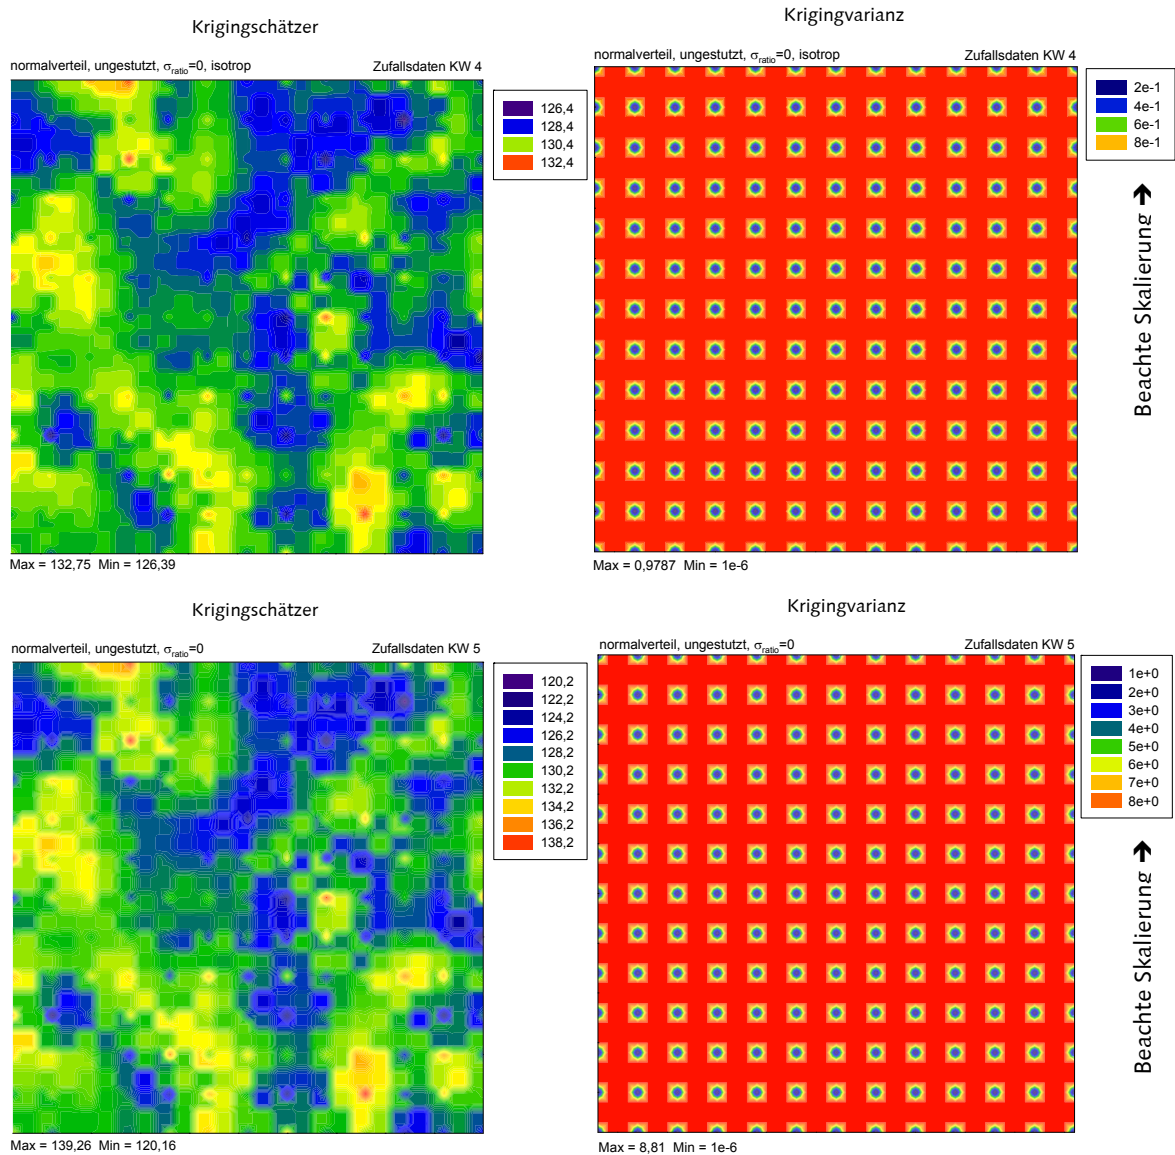 Krigingschätzer
normalverteil, ungestutzt, σratio=0, isotrop
Zufallsdaten KW 4
126,4
128,4
130,4
132,4
Max = 132,75 Min = 126,39
Krigingvarianz
normalverteil, ungestutzt, σratio=0, isotrop
Zufallsdaten KW 4
2e-1
4e-1
6e-1
8e-1
Beachte Skalierung ➔
Max = 0,9787 Min = 1e-6
Krigingschätzer
normalverteil, ungestutzt, σratio=0
Zufallsdaten KW 5
120,2
122,2
124,2
126,2
128,2
130,2
132,2
134,2
136,2
138,2
Max = 139,26 Min = 120,16
Krigingvarianz
normalverteil, ungestutzt, σratio=0
Zufallsdaten KW 5
1e+0
2e+0
3e+0
4e+0
5e+0
6e+0
7e+0
8e+0
Beachte Skalierung ➔
Max = 8,81 Min = 1e-6